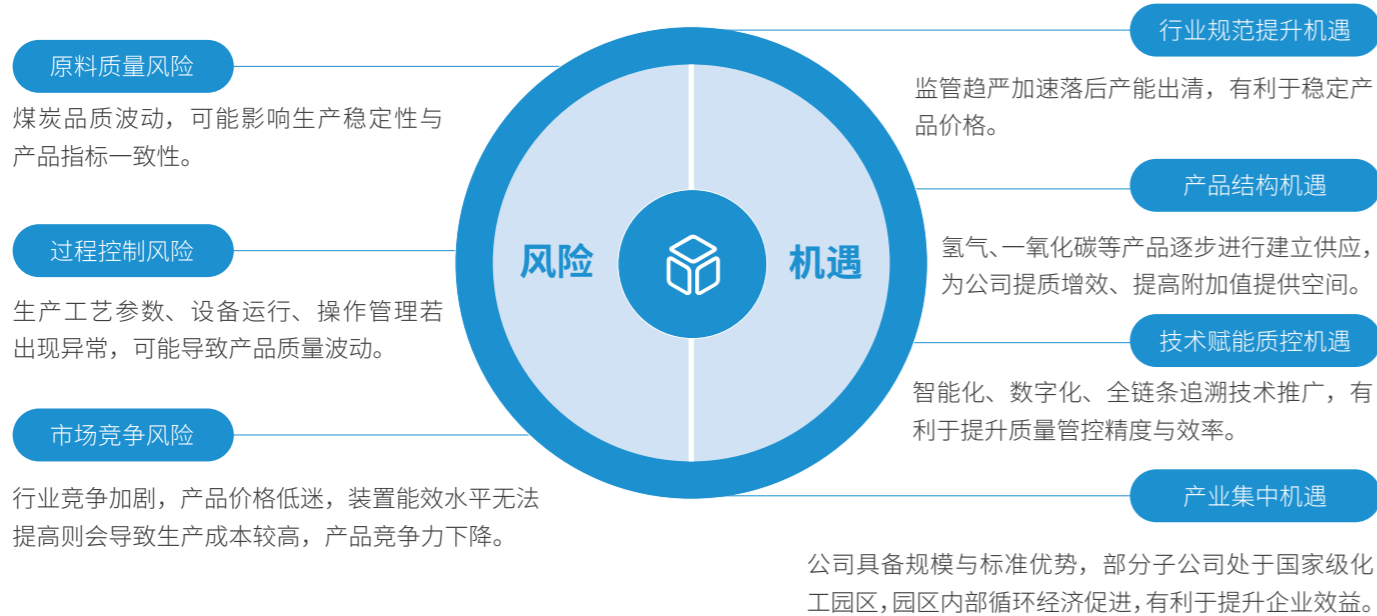 原料质量风险
煤炭品质波动，可能影响生产稳定性与
产品指标一致性。
过程控制风险
生产工艺参数、设备运行、操作管理若
出现异常，可能导致产品质量波动。
市场竞争风险
行业竞争加剧，产品价格低迷，装置能效水平无法
提高则会导致生产成本较高，产品竞争力下降。
风险
机遇
行业规范提升机遇
监管趋严加速落后产能出清，有利于稳定产
品价格。
产品结构机遇
氢气、一氧化碳等产品逐步进行建立供应，
为公司提质增效、提高附加值提供空间。
技术赋能质控机遇
智能化、数字化、全链条追溯技术推广，有
利于提升质量管控精度与效率。
产业集中机遇
公司具备规模与标准优势，部分子公司处于国家级化
工园区，园区内部循环经济促进，有利于提升企业效益。